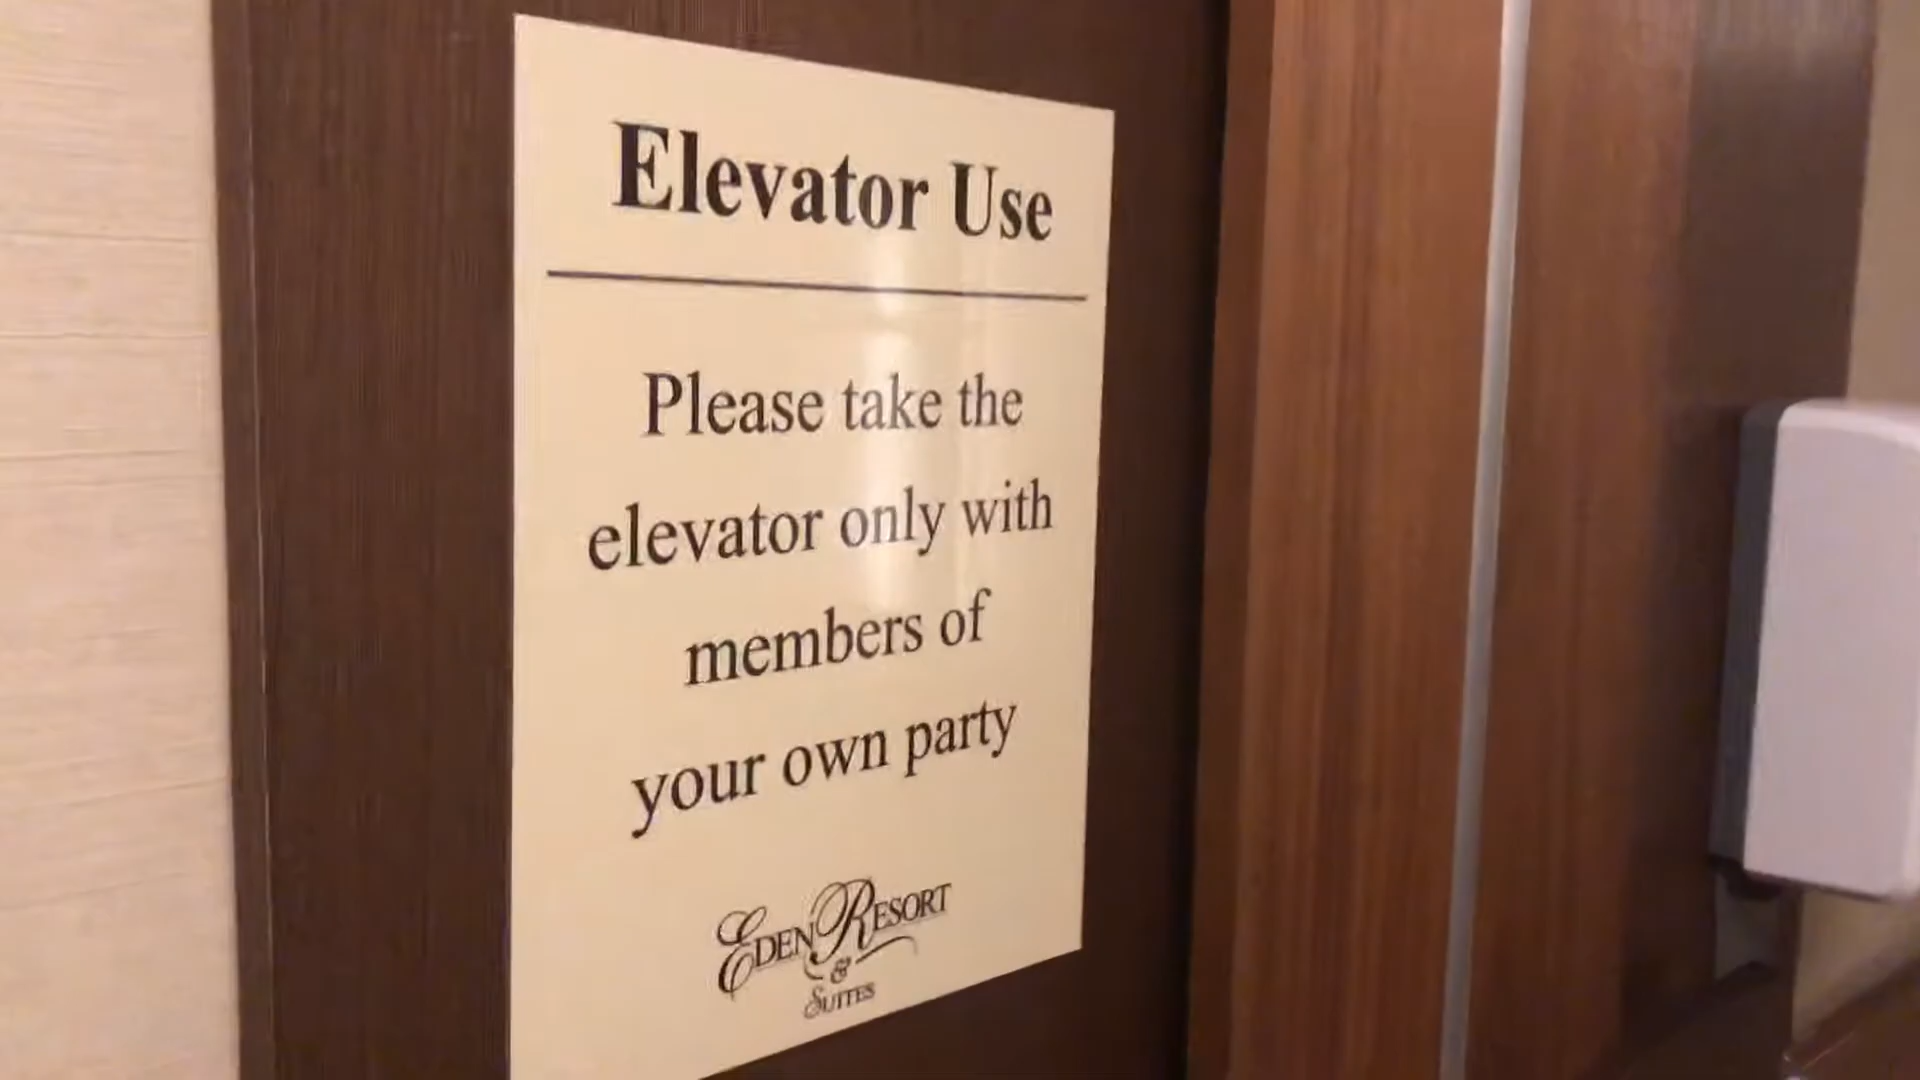 Elevator Use
Please take the
elevator only with
members of
your own party
EDEN RESORT
&
SUITES